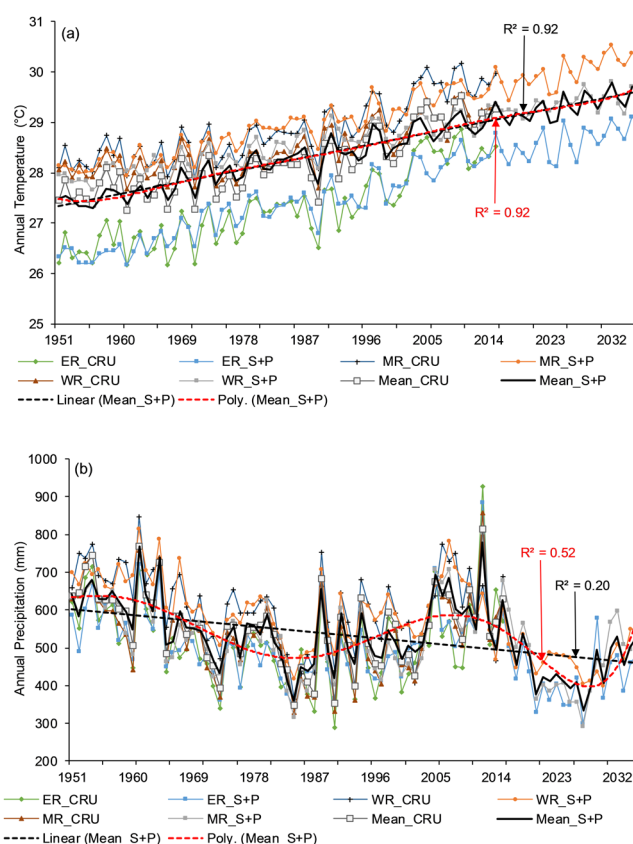 (a)
R² = 0.92
31
30
29
28
27
26
25
Annual Temperature (°C)
R² = 0.92
1951 1960 1969 1978 1987 1996 2005 2014 2023 2032
ER_CRU ER_S+P MR_CRU MR_S+P
WR_CRU WR_S+P Mean_CRU Mean_S+P
Linear (Mean_S+P) Poly. (Mean_S+P)
(b)
1000
900
800
700
600
500
400
300
200
Annual Precipitation (mm)
R² = 0.52
R² = 0.20
1951 1960 1969 1978 1987 1996 2005 2014 2023 2032
ER_CRU ER_S+P WR_CRU WR_S+P
MR_CRU MR_S+P Mean_CRU Mean_S+P
Linear (Mean S+P) Poly. (Mean S+P)